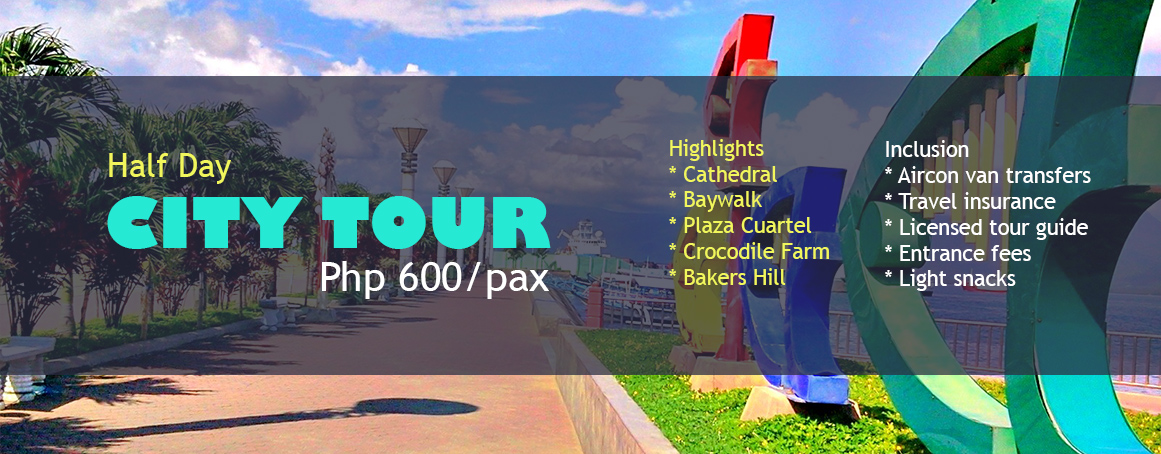 Half Day
CITY TOUR
Php 600/pax
Highlights
* Cathedral
* Baywalk
* Plaza Cuartel
* Crocodile Farm
* Bakers Hill
Inclusion
* Aircon van transfers
* Travel insurance
* Licensed tour guide
* Entrance fees
* Light snacks